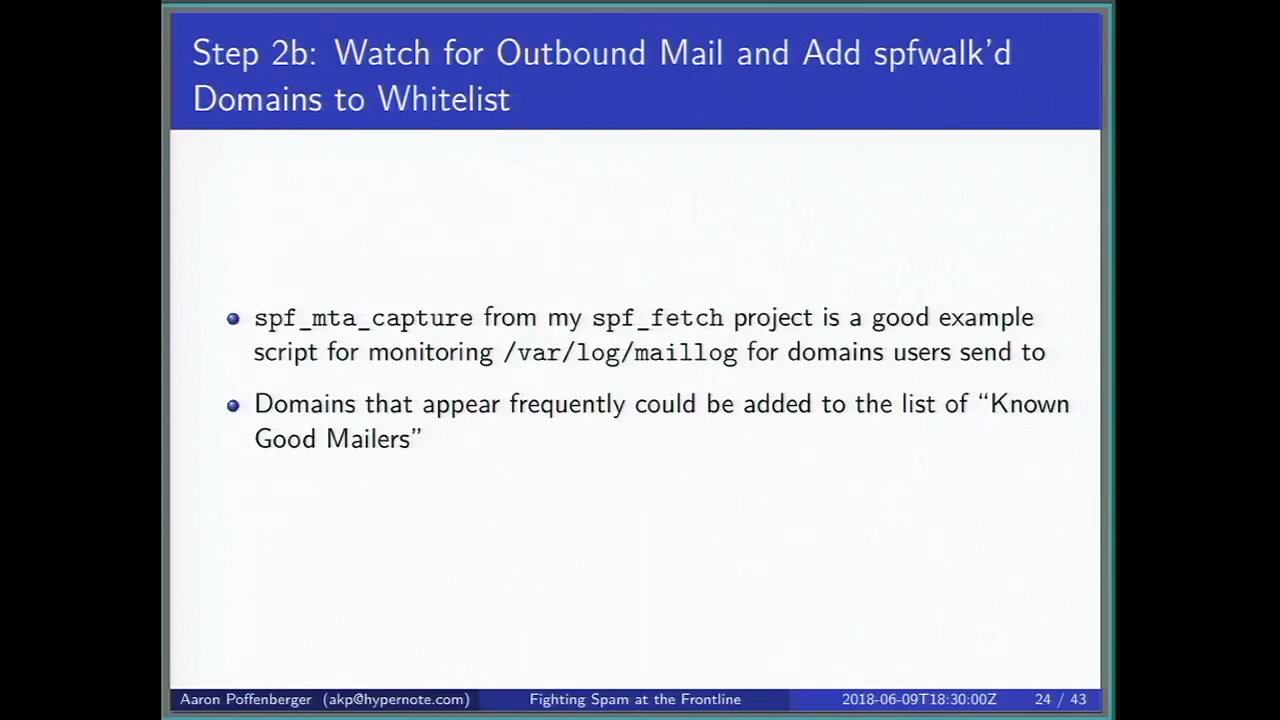 Step 2b: Watch for Outbound Mail and Add spfwalk’d
Domains to Whitelist
spf_mta_capture from my spf_fetch project is a good example
script for monitoring /var/log/maillog for domains users send to
Domains that appear frequently could be added to the list of “Known
Good Mailers”
Aaron Poffenberger (akp@hypernote.com) Fighting Spam at the Frontline 2018-06-09T18:30:00Z 24 / 43